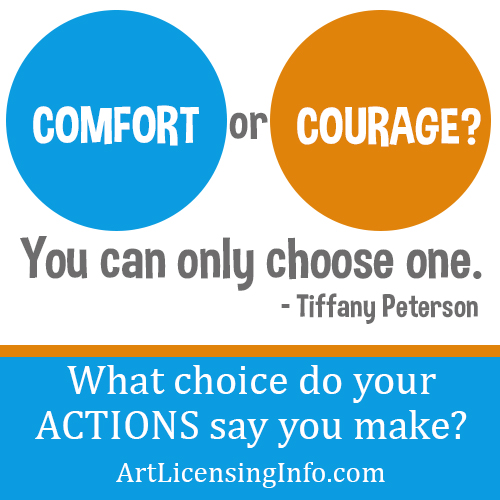 COMFORT or COURAGE?
You can only choose one.
- Tiffany Peterson
What choice do your
ACTIONS say you make?
ArtLicensingInfo.com